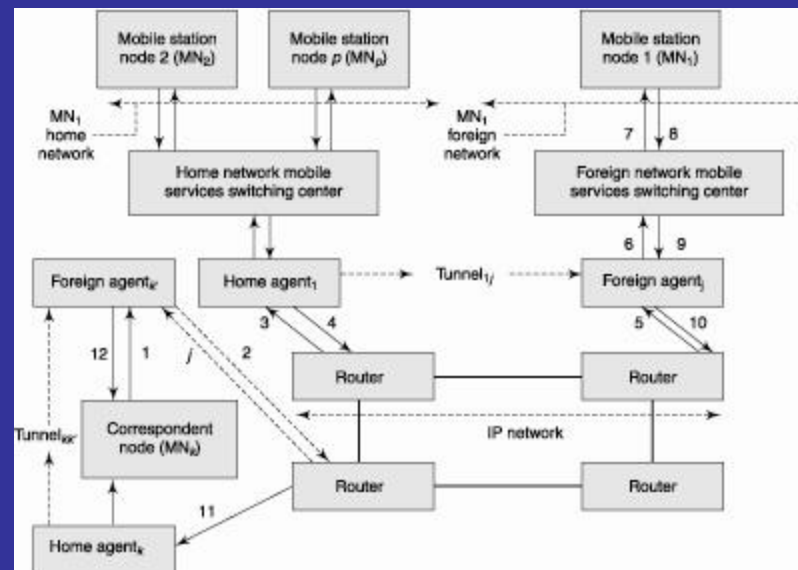 Mobile station
node 2 (MN2)
Mobile station
node p (MNp)
Mobile station
node 1 (MN1)
MN1
home
network
MN1
foreign
network
7
8
Home network mobile
services switching center
Foreign network mobile
services switching center
6
9
Foreign agentk'
Home agent1
Tunnel1j
Foreign agentj
3
4
5
10
12
1
j
2
Router
Router
Tunnelkk'
Correspondent
node (MNk)
IP network
Router
Router
11
Home agentk